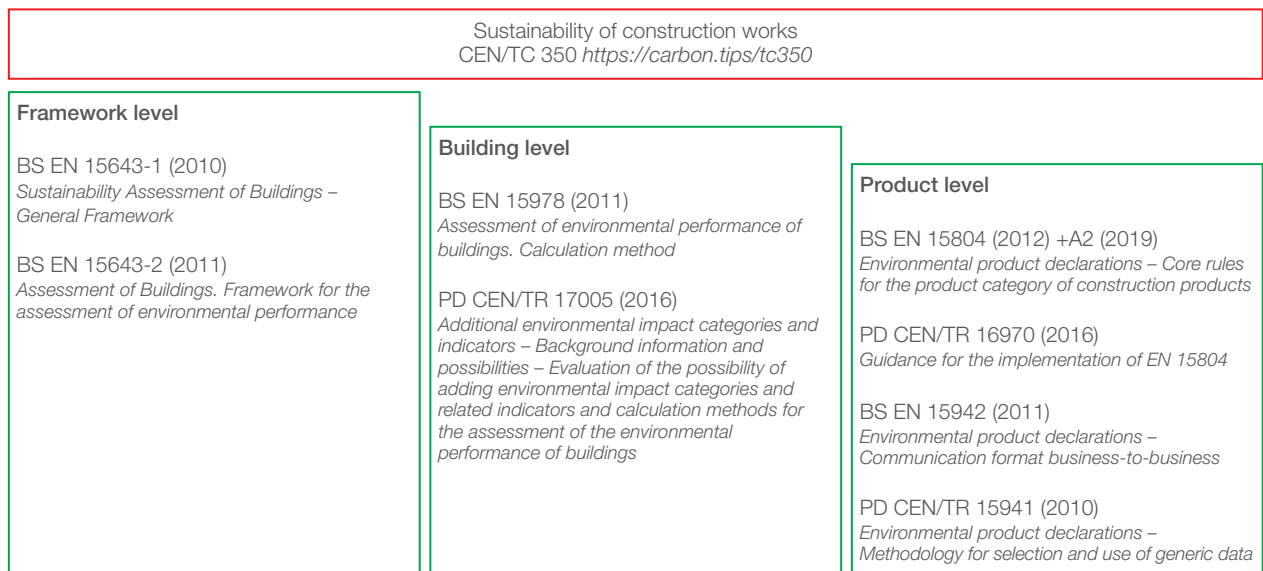 Sustainability of construction works
CEN/TC 350 https://carbon.tips/tc350
Framework level
BS EN 15643-1 (2010)
Sustainability Assessment of Buildings –
General Framework
BS EN 15643-2 (2011)
Assessment of Buildings. Framework for the
assessment of environmental performance
Building level
BS EN 15978 (2011)
Assessment of environmental performance of
buildings. Calculation method
PD CEN/TR 17005 (2016)
Additional environmental impact categories and
indicators – Background information and
possibilities – Evaluation of the possibility of
adding environmental impact categories and
related indicators and calculation methods for
the assessment of the environmental
performance of buildings
Product level
BS EN 15804 (2012) +A2 (2019)
Environmental product declarations – Core rules
for the product category of construction products
PD CEN/TR 16970 (2016)
Guidance for the implementation of EN 15804
BS EN 15942 (2011)
Environmental product declarations –
Communication format business-to-business
PD CEN/TR 15941 (2010)
Environmental product declarations –
Methodology for selection and use of generic data